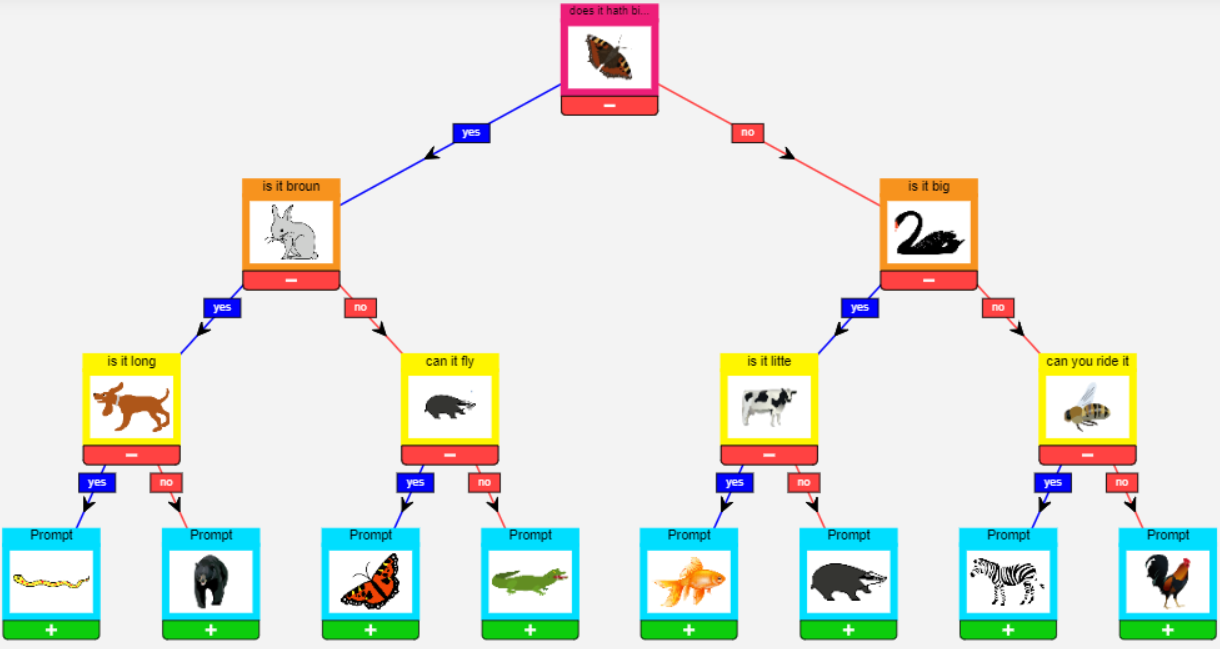 does it hath bi...
yes
no
is it broun
is it big
yes
no
yes
no
is it long
can it fly
is it litte
can you ride it
yes
no
yes
no
yes
no
yes
no
Prompt
Prompt
Prompt
Prompt
Prompt
Prompt
Prompt
Prompt